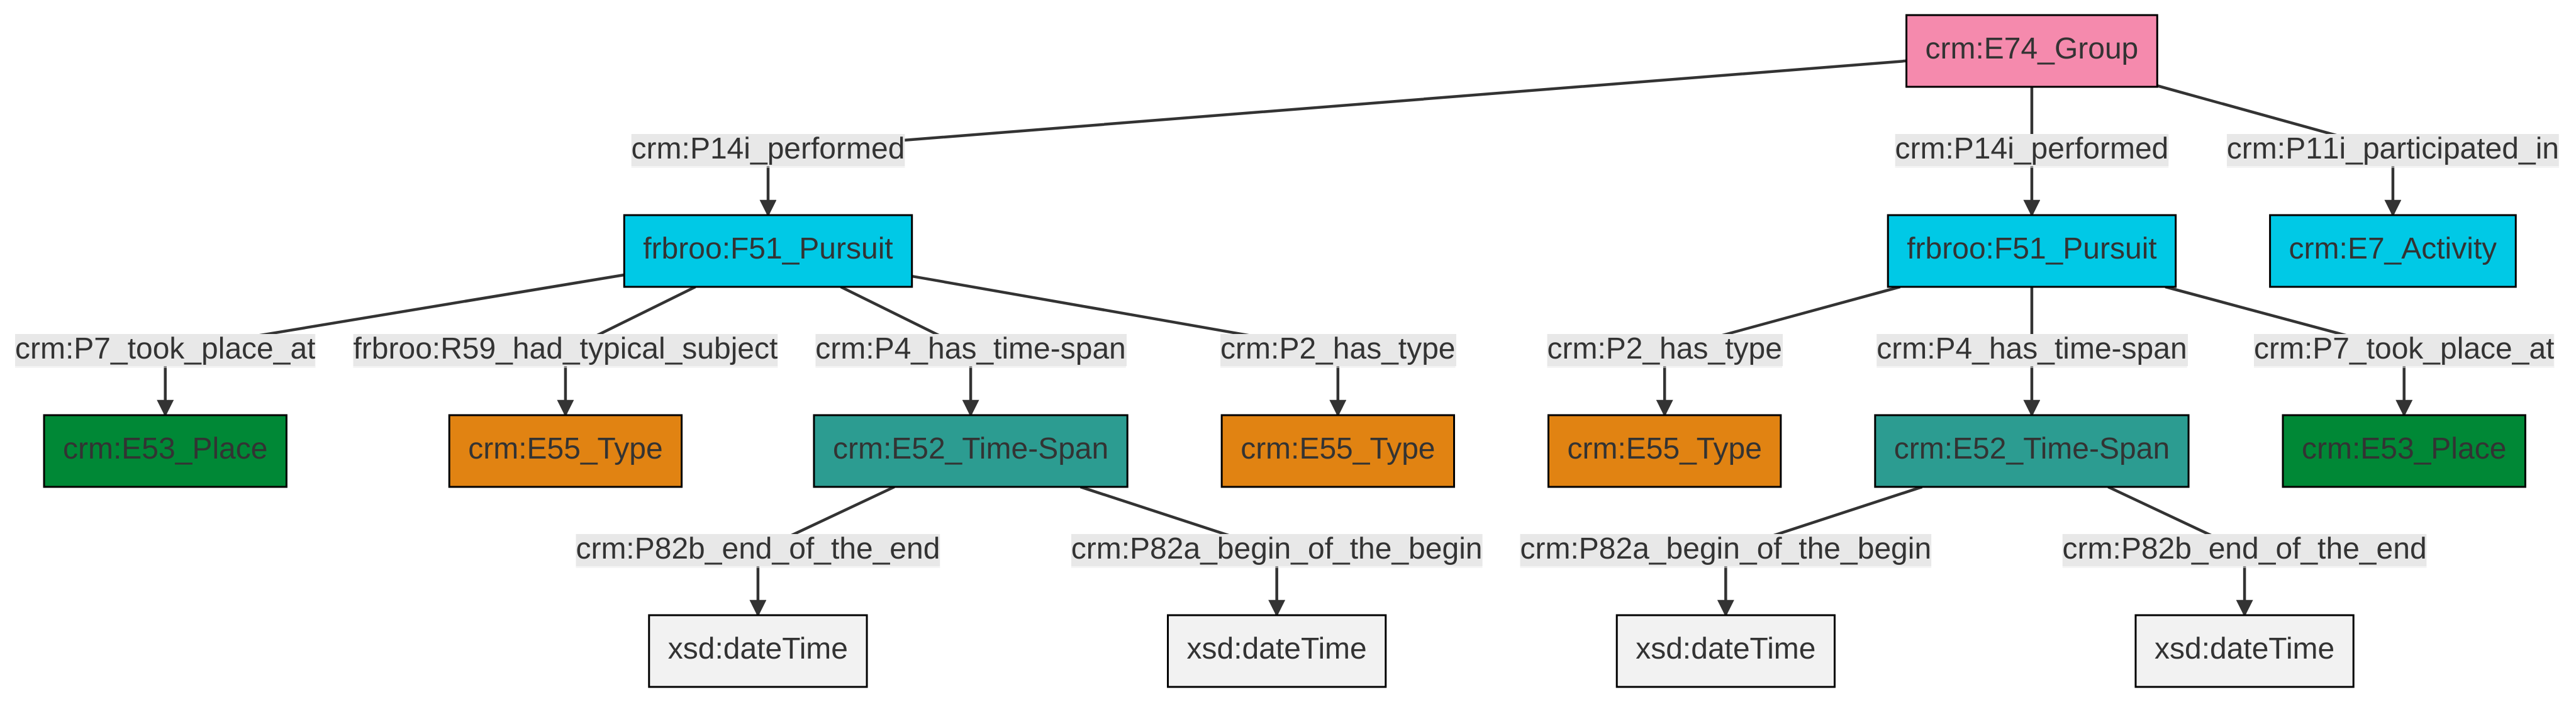 crm:E74_Group
crm:P14i_performed
crm:P14i_performed
crm:P11i_participated_in
frbroo:F51_Pursuit
frbroo:F51_Pursuit
crm:E7_Activity
crm:P7_took_place_at
frbroo:R59_had_typical_subject
crm:P4_has_time-span
crm:P2_has_type
crm:P2_has_type
crm:P4_has_time-span
crm:P7_took_place_at
crm:E53_Place
crm:E55_Type
crm:E52_Time-Span
crm:E55_Type
crm:E55_Type
crm:E52_Time-Span
crm:E53_Place
crm:P82b_end_of_the_end
crm:P82a_begin_of_the_begin
crm:P82a_begin_of_the_begin
crm:P82b_end_of_the_end
xsd:dateTime
xsd:dateTime
xsd:dateTime
xsd:dateTime